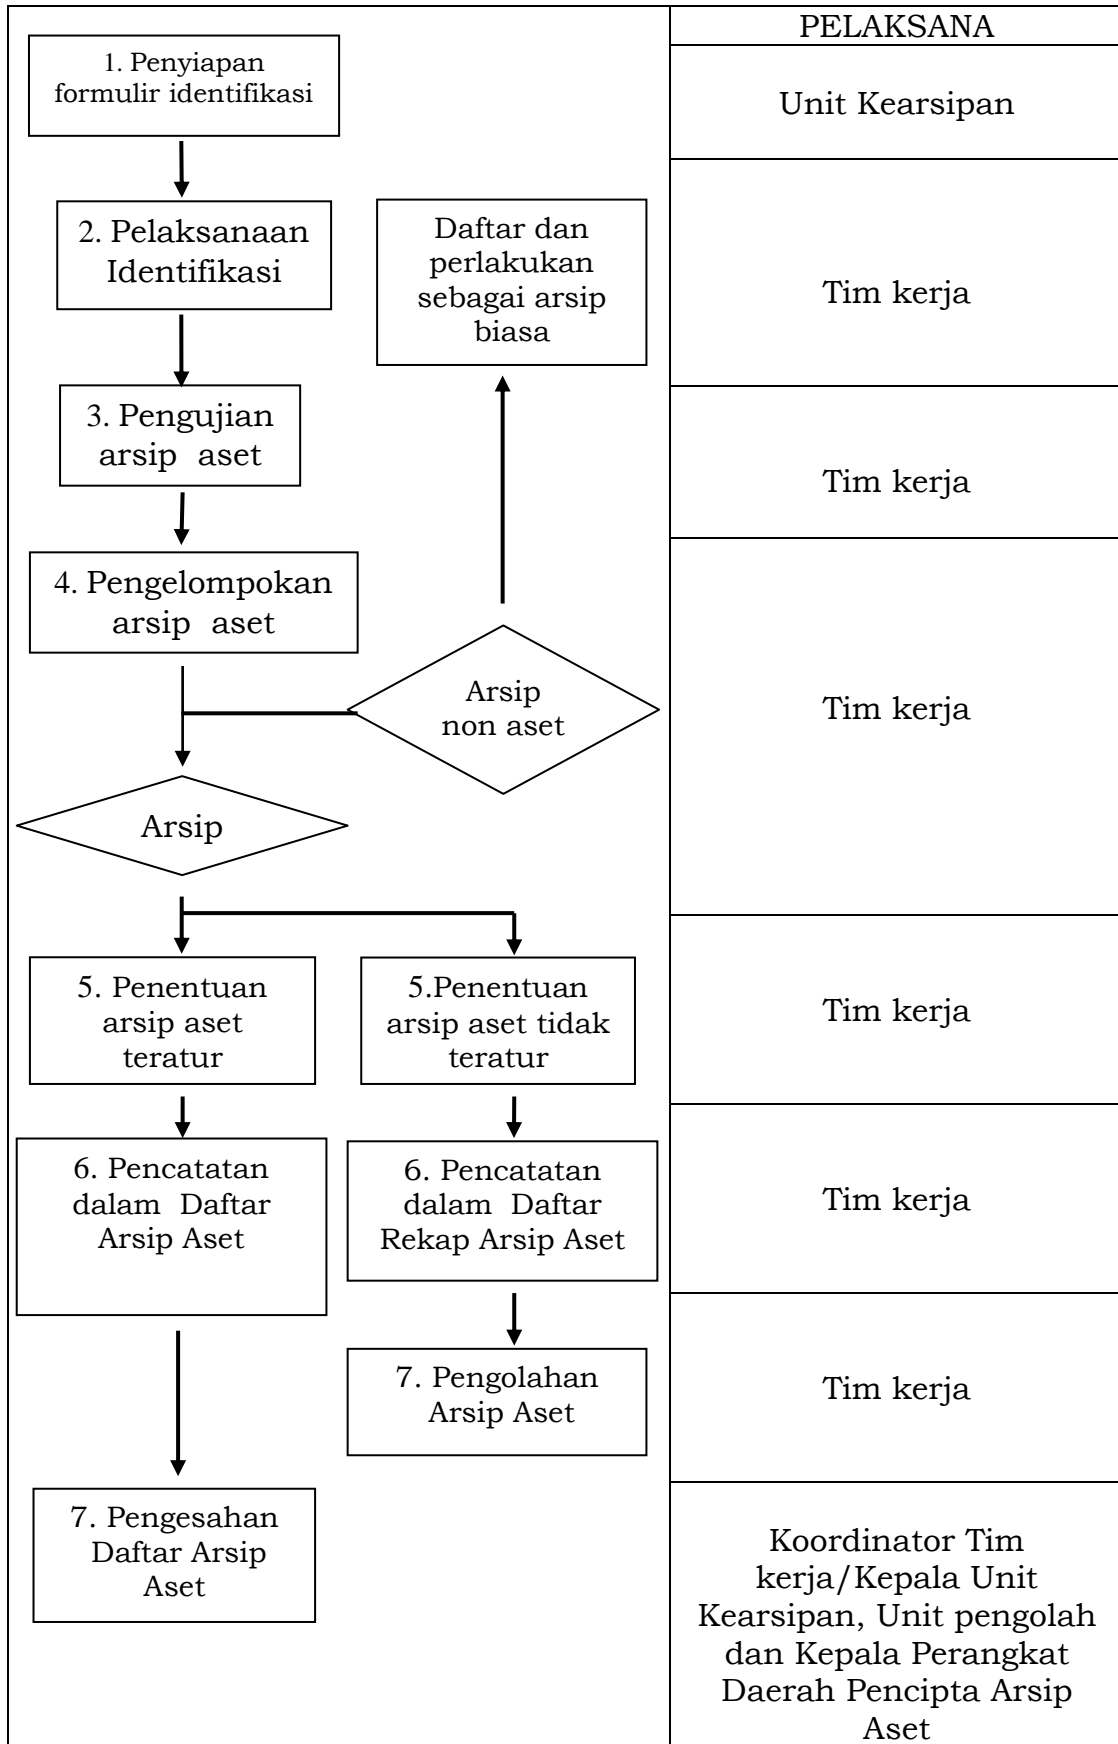 PELAKSANA
1. Penyiapan
formulir identifikasi
Unit Kearsipan
2. Pelaksanaan
Identifikasi
Daftar dan
perlakukan
sebagai arsip
biasa
Tim kerja
3. Pengujian
arsip aset
Tim kerja
4. Pengelompokan
arsip aset
Arsip
non aset
Tim kerja
Arsip
5. Penentuan
arsip aset
teratur
5.Penentuan
arsip aset tidak
teratur
Tim kerja
6. Pencatatan
dalam Daftar
Arsip Aset
6. Pencatatan
dalam Daftar
Rekap Arsip Aset
Tim kerja
7. Pengolahan
Arsip Aset
Tim kerja
7. Pengesahan
Daftar Arsip
Aset
Koordinator Tim
kerja/Kepala Unit
Kearsipan, Unit pengolah
dan Kepala Perangkat
Daerah Pencipta Arsip
Aset